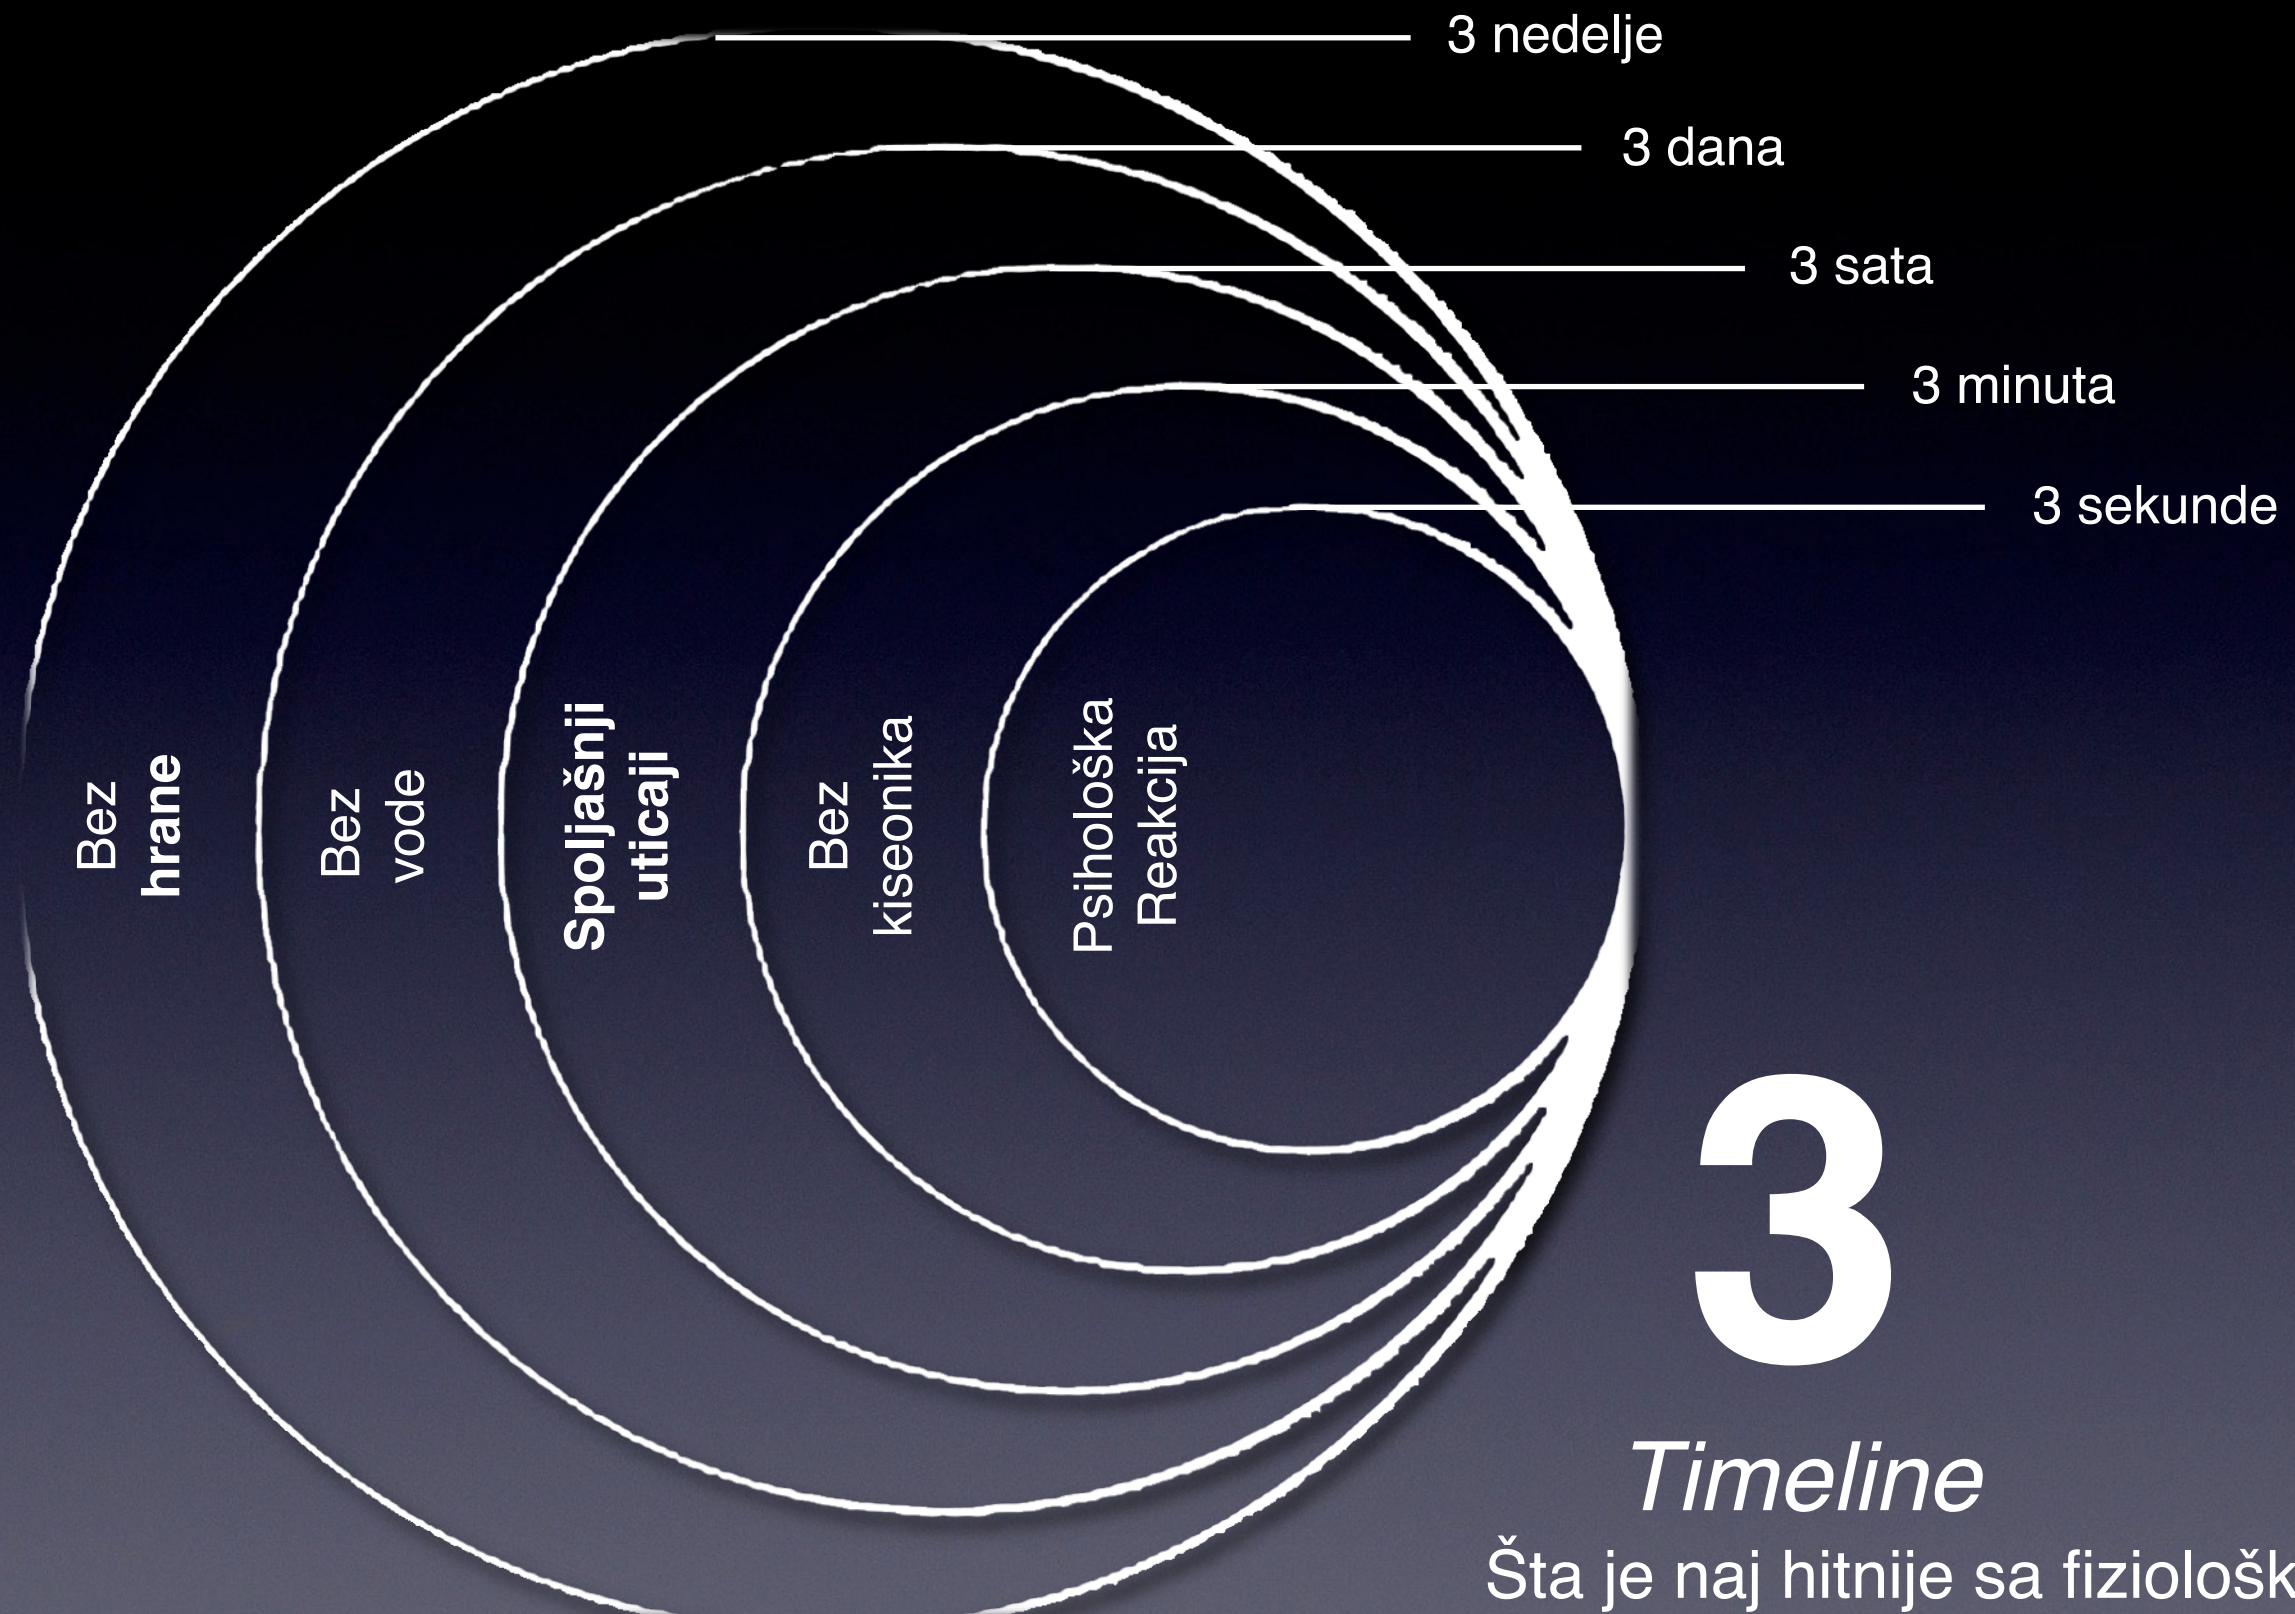 3 nedelje
3 dana
3 sata
3 minuta
3 sekunde
Bez
hrane
Bez
vode
Spoljašnji
uticaji
Bez
kiseonika
Psihološka
Reakcija
3
Timeline
Šta je naj hitnije sa fiziološk